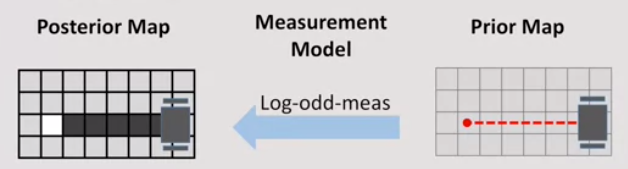 Posterior Map
Measurement
Model
Prior Map
Log-odd-meas